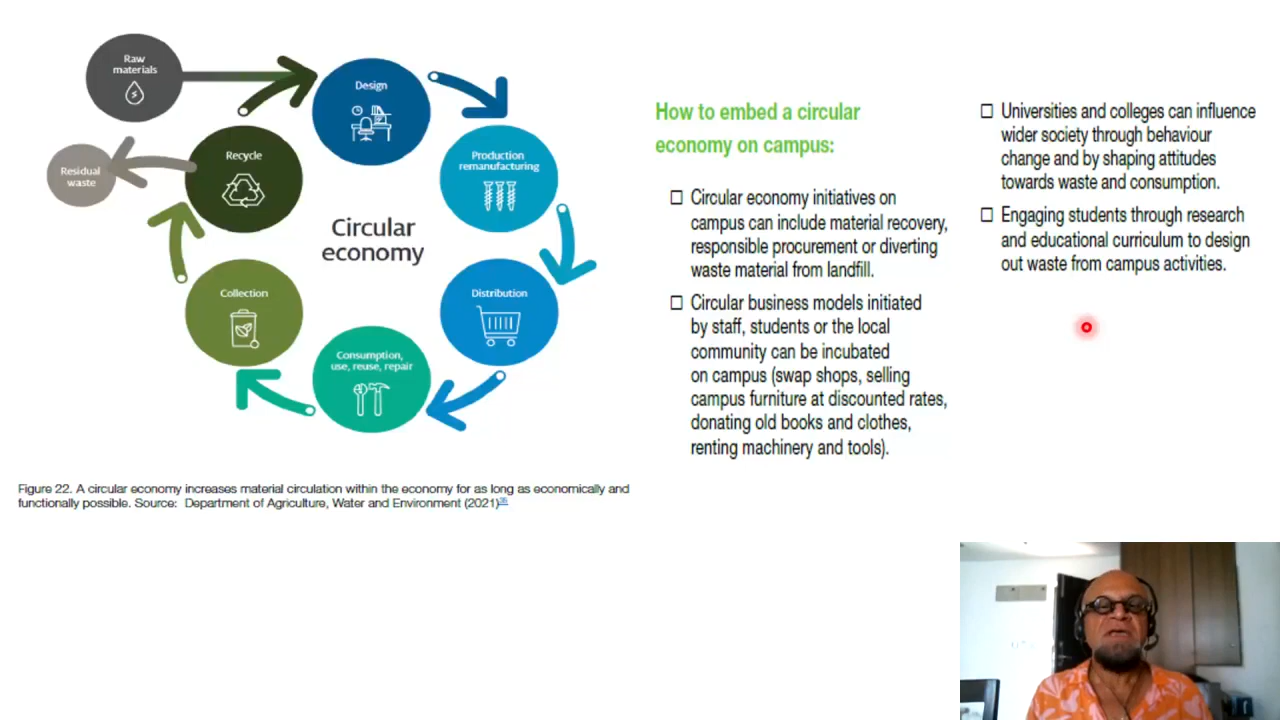 Raw
materials
Design
Production
remanufacturing
Distribution
Consumption,
use, reuse, repair
Collection
Recycle
Residual
waste
Circular
economy
Figure 22. A circular economy increases material circulation within the economy for as long as economically and
functionally possible. Source: Department of Agriculture, Water and Environment (2021)
How to embed a circular
economy on campus:
☐ Circular economy initiatives on
campus can include material recovery,
responsible procurement or diverting
waste material from landfill.
☐ Circular business models initiated
by staff, students or the local
community can be incubated
on campus (swap shops, selling
campus furniture at discounted rates,
donating old books and clothes,
renting machinery and tools).
☐ Universities and colleges can influence
wider society through behaviour
change and by shaping attitudes
towards waste and consumption.
☐ Engaging students through research
and educational curriculum to design
out waste from campus activities.